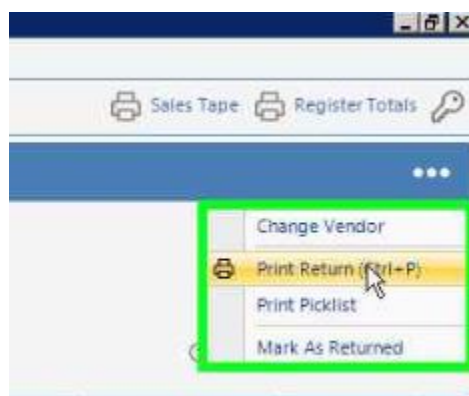 Sales Tape Register Totals
Change Vendor
Print Return (Ctrl+P)
Print Picklist
Mark As Returned